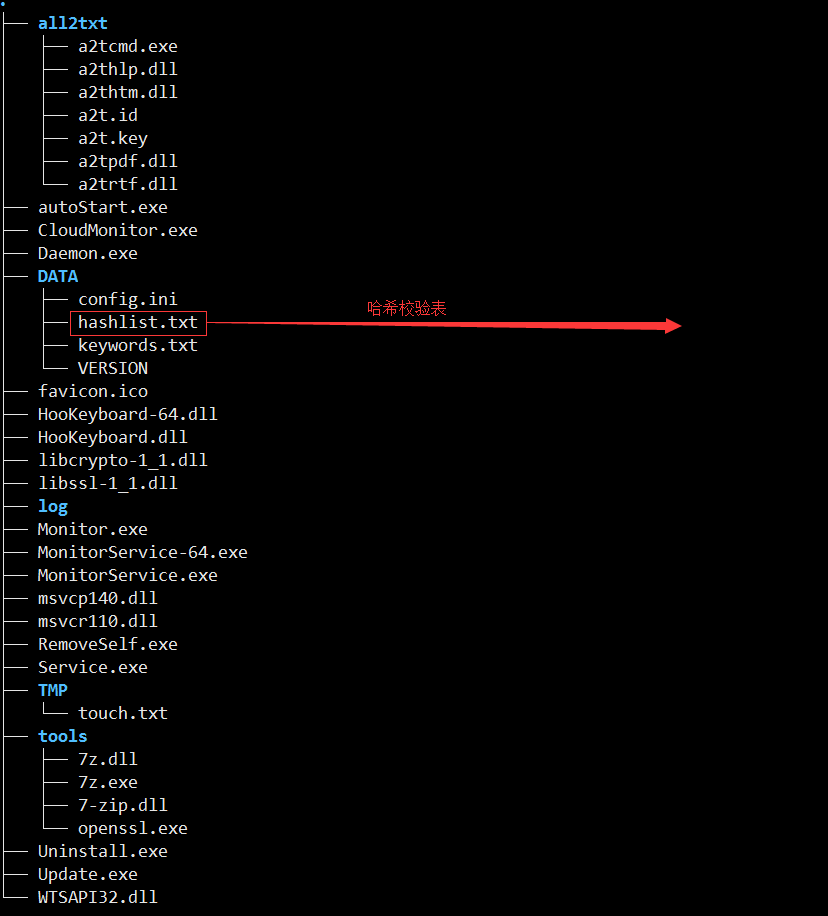 .
all2txt
a2tcmd.exe
a2thlp.dll
a2thtm.dll
a2t.id
a2t.key
a2tpdf.dll
a2trtf.dll
autoStart.exe
CloudMonitor.exe
Daemon.exe
DATA
config.ini
hashlist.txt 哈希校验表
keywords.txt
VERSION
favicon.ico
HooKeyboard-64.dll
HooKeyboard.dll
libcrypto-1_1.dll
libssl-1_1.dll
log
Monitor.exe
MonitorService-64.exe
MonitorService.exe
msvcp140.dll
msvcr110.dll
RemoveSelf.exe
Service.exe
TMP
touch.txt
tools
7z.dll
7z.exe
7-zip.dll
openssl.exe
Uninstall.exe
Update.exe
WTSAPI32.dll